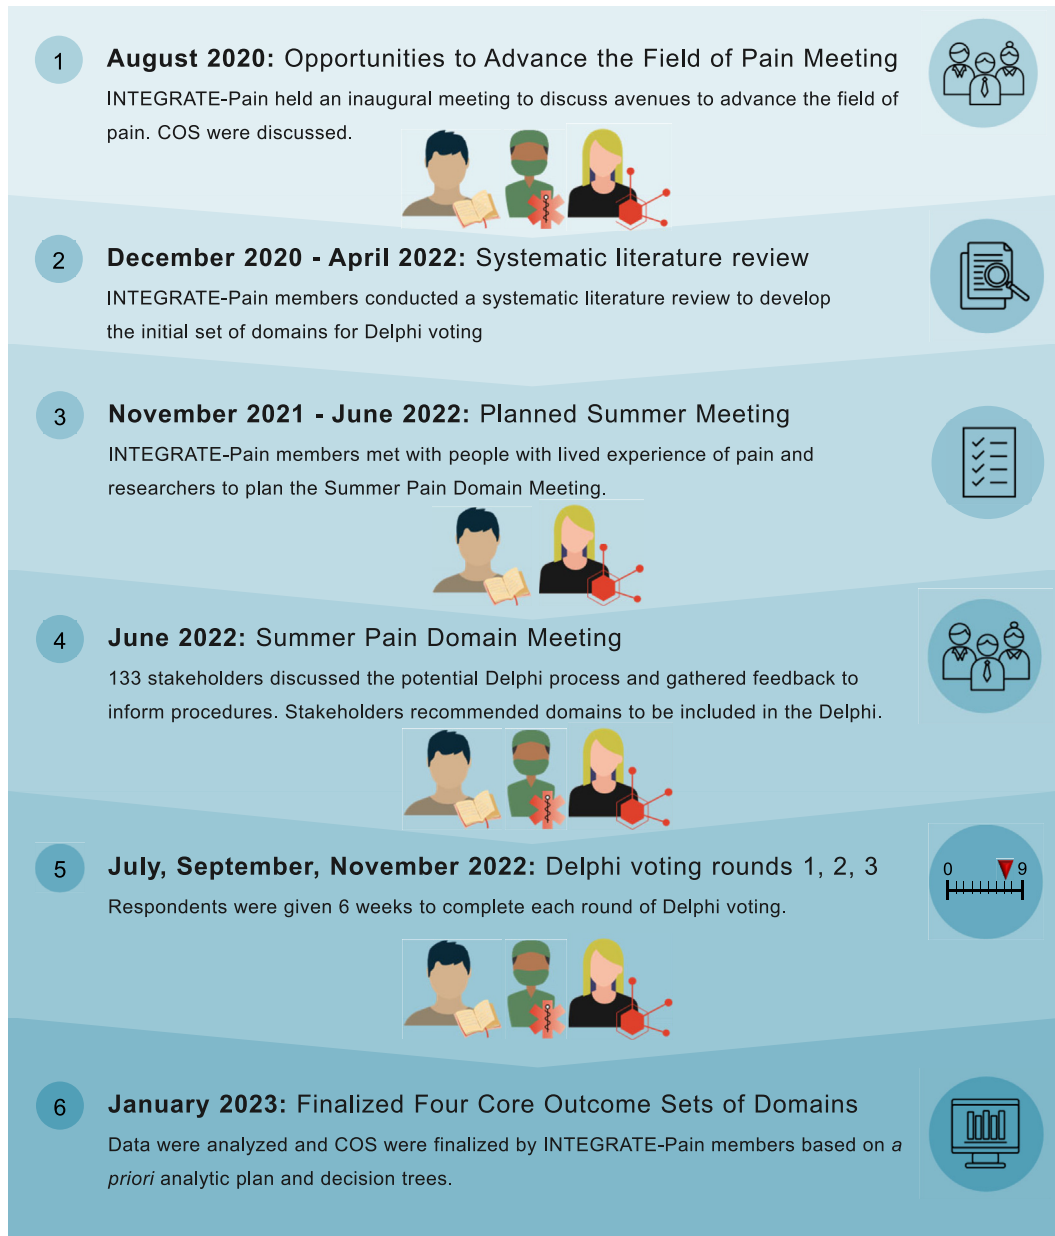 1
August 2020: Opportunities to Advance the Field of Pain Meeting
INTEGRATE-Pain held an inaugural meeting to discuss avenues to advance the field of
pain. COS were discussed.
2
December 2020 - April 2022: Systematic literature review
INTEGRATE-Pain members conducted a systematic literature review to develop
the initial set of domains for Delphi voting
3
November 2021 - June 2022: Planned Summer Meeting
INTEGRATE-Pain members met with people with lived experience of pain and
researchers to plan the Summer Pain Domain Meeting.
4
June 2022: Summer Pain Domain Meeting
133 stakeholders discussed the potential Delphi process and gathered feedback to
inform procedures. Stakeholders recommended domains to be included in the Delphi.
5
July, September, November 2022: Delphi voting rounds 1, 2, 3
Respondents were given 6 weeks to complete each round of Delphi voting.
0 9
6
January 2023: Finalized Four Core Outcome Sets of Domains
Data were analyzed and COS were finalized by INTEGRATE-Pain members based on a
priori analytic plan and decision trees.